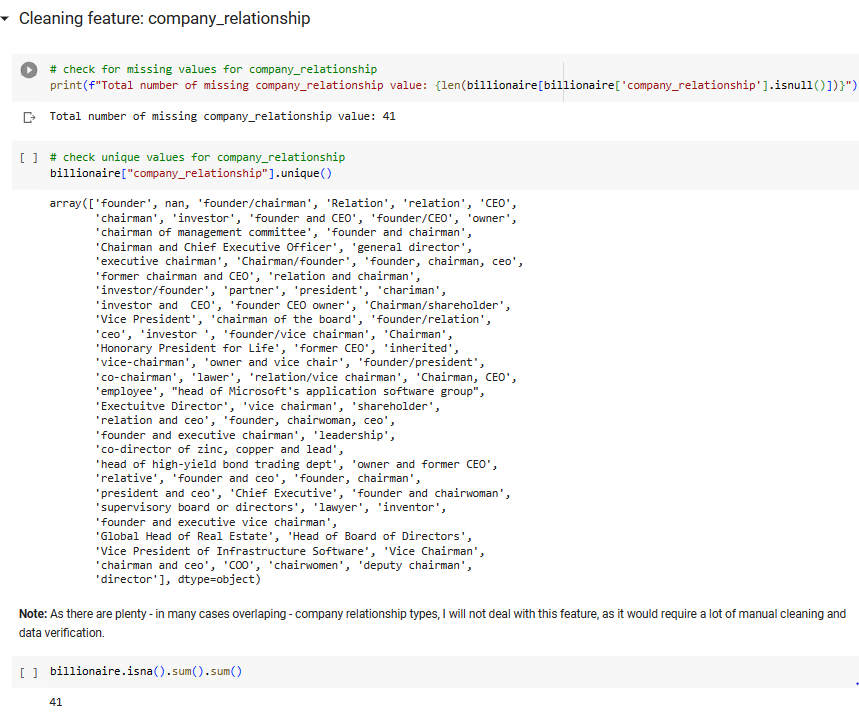 Cleaning feature: company_relationship
# check for missing values for company_relationship
print(f"Total number of missing company_relationship value: {len(billionaire[billionaire['company_relationship'].isnull()])}")
Total number of missing company_relationship value: 41
[ ] # check unique values for company_relationship
billionaire["company_relationship"].unique()
array(['founder', nan, 'founder/chairman', 'Relation', 'relation', 'CEO',
'chairman', 'investor', 'founder and CEO', 'founder/CEO', 'owner',
'chairman of management committee', 'founder and chairman',
'Chairman and Chief Executive Officer', 'general director',
'executive chairman', 'Chairman/founder', 'founder, chairman, ceo',
'former chairman and CEO', 'relation and chairman',
'investor/founder', 'partner', 'president', 'chariman',
'investor and  CEO', 'founder CEO owner', 'Chairman/shareholder',
'Vice President', 'chairman of the board', 'founder/relation',
'ceo', 'investor ', 'founder/vice chairman', 'Chairman',
'Honorary President for Life', 'former CEO', 'inherited',
'vice-chairman', 'owner and vice chair', 'founder/president',
'co-chairman', 'lawer', 'relation/vice chairman', 'Chairman, CEO',
'employee', "head of Microsoft's application software group",
'Exectuitve Director', 'vice chairman', 'shareholder',
'relation and ceo', 'founder, chairwoman, ceo',
'founder and executive chairman', 'leadership',
'co-director of zinc, copper and lead',
'head of high-yield bond trading dept', 'owner and former CEO',
'relative', 'founder and ceo', 'founder, chairman',
'president and ceo', 'Chief Executive', 'founder and chairwoman',
'supervisory board or directors', 'lawyer', 'inventor',
'founder and executive vice chairman',
'Global Head of Real Estate', 'Head of Board of Directors',
'Vice President of Infrastructure Software', 'Vice Chairman',
'chairman and ceo', 'COO', 'chairwomen', 'deputy chairman',
'director'], dtype=object)
Note: As there are plenty - in many cases overlaping - company relationship types, I will not deal with this feature, as it would require a lot of manual cleaning and
data verification.
[ ] billionaire.isna().sum().sum()
41